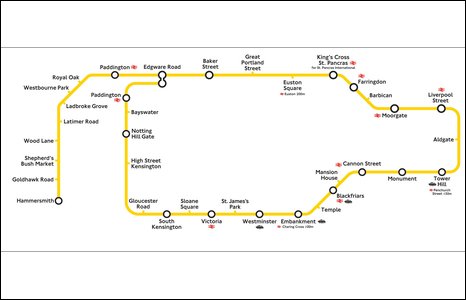 Paddington
Edgware Road
Baker
Street
Great
Portland
Street
King's Cross
St. Pancras
for St. Pancras International
Royal Oak
Westbourne Park
Ladbroke Grove
Latimer Road
Wood Lane
Shepherd's
Bush Market
Goldhawk Road
Hammersmith
Paddington
Bayswater
Notting
Hill Gate
High Street
Kensington
Gloucester
Road
South
Kensington
Sloane
Square
Victoria
St. James's
Park
Westminster
Embankment
Charing Cross 100m
Temple
Blackfriars
Mansion
House
Cannon Street
Monument
Tower
Hill
Fenchurch
Street 150m
Aldgate
Liverpool
Street
Moorgate
Barbican
Farringdon
Euston
Square
Euston 200m